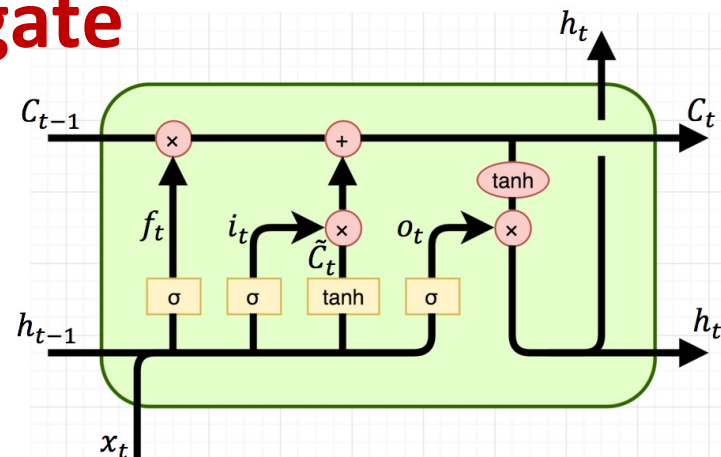 gate
h_t
C_{t-1}
C_t
×
+
tanh
f_t
i_t
×
o_t
×
C̃_t
σ
σ
tanh
σ
h_{t-1}
h_t
x_t